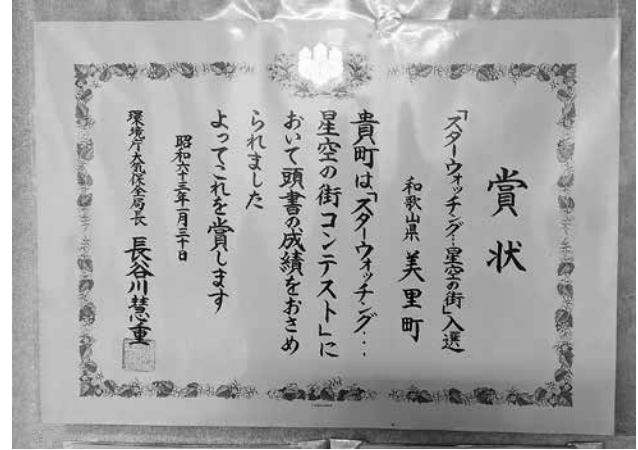 賞状
「スターウォッチング…星空の街」入選
和歌山県 美里町
貴町は「スターウォッチング…
星空の街コンテスト」に
おいて頭書の成績をおさめ
られました
よってこれを賞します
昭和六十三年一月三十日
環境庁大気保全局長 長谷川慧重